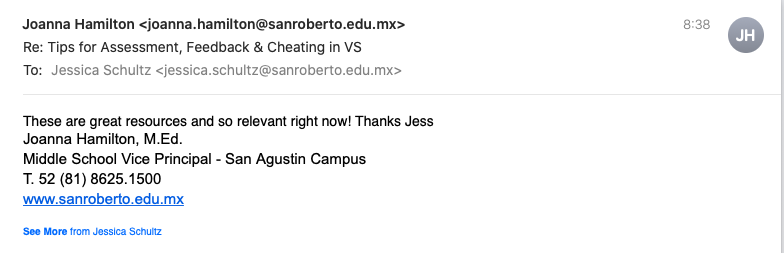 Joanna Hamilton <joanna.hamilton@sanroberto.edu.mx>
8:38
JH
Re: Tips for Assessment, Feedback & Cheating in VS
To: Jessica Schultz <jessica.schultz@sanroberto.edu.mx>
These are great resources and so relevant right now! Thanks Jess
Joanna Hamilton, M.Ed.
Middle School Vice Principal - San Agustin Campus
T. 52 (81) 8625.1500
www.sanroberto.edu.mx
See More from Jessica Schultz